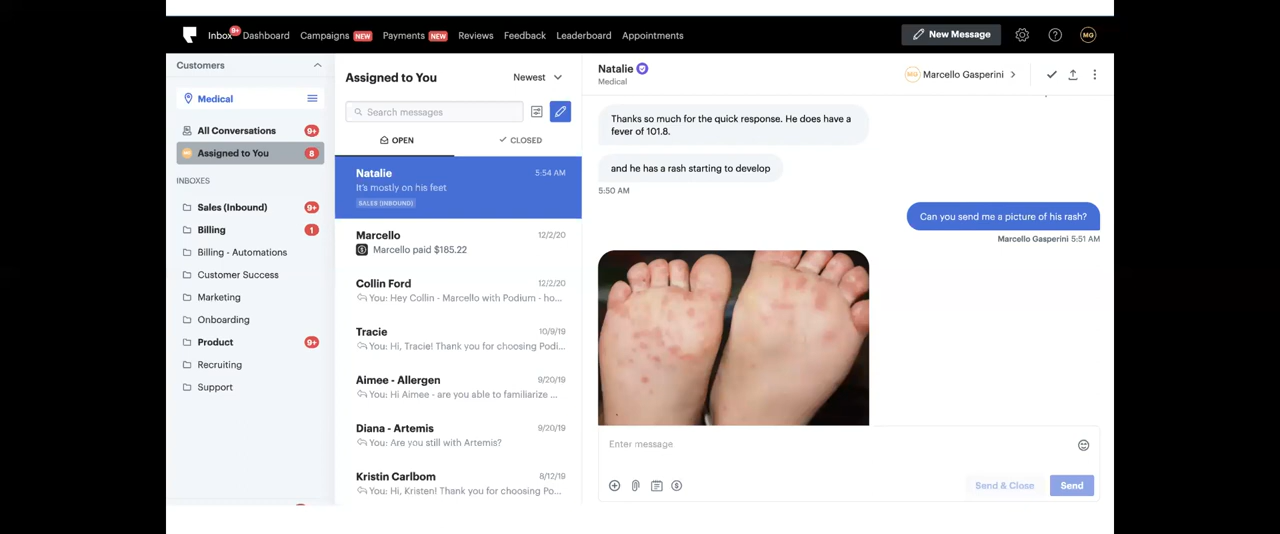 Inbox 9+ Dashboard Campaigns NEW Payments NEW Reviews Feedback Leaderboard Appointments New Message MG
Customers
Medical
All Conversations 9+
MG Assigned to You 8
INBOXES
Sales (Inbound) 9+
Billing 1
Billing - Automations
Customer Success
Marketing
Onboarding
Product 9+
Recruiting
Support
Assigned to You Newest
Search messages
OPEN CLOSED
Natalie 5:54 AM
It's mostly on his feet
SALES (INBOUND)
Marcello 12/2/20
Marcello paid $185.22
Collin Ford 12/2/20
You: Hey Collin - Marcello with Podium - ho...
Tracie 10/9/19
You: Hi, Tracie! Thank you for choosing Podi...
Aimee - Allergen 9/20/19
You: Hi Aimee - are you able to familiarize ...
Diana - Artemis 9/20/19
You: Are you still with Artemis?
Kristin Carlbom 8/12/19
You: Hi, Kristen! Thank you for choosing Po...
Natalie
Medical
MG Marcello Gasperini
Thanks so much for the quick response. He does have a
fever of 101.8.
and he has a rash starting to develop
5:50 AM
Can you send me a picture of his rash?
Marcello Gasperini 5:51 AM
Enter message
Send & Close Send